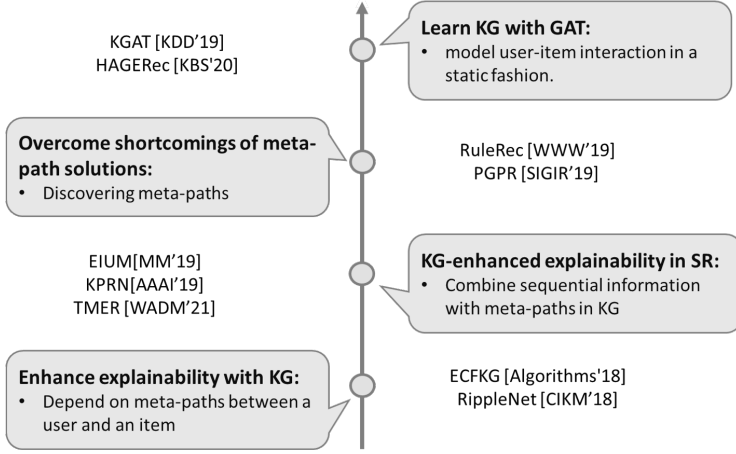 KGAT [KDD’19]
HAGERec [KBS'20]
Learn KG with GAT:
• model user-item interaction in a
static fashion.
Overcome shortcomings of meta-
path solutions:
• Discovering meta-paths
RuleRec [WWW’19]
PGPR [SIGIR’19]
EIUM[MM’19]
KPRN[AAAI’19]
TMER [WADM’21]
KG-enhanced explainability in SR:
• Combine sequential information
with meta-paths in KG
Enhance explainability with KG:
• Depend on meta-paths between a
user and an item
ECFKG [Algorithms'18]
RippleNet [CIKM’18]